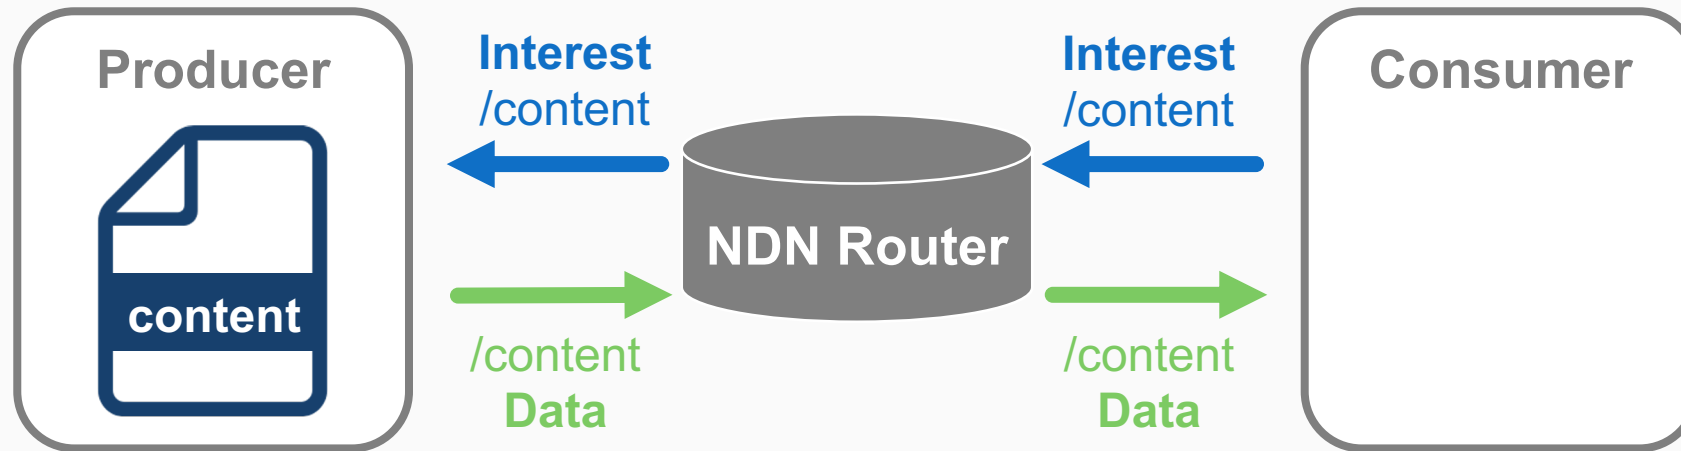 Producer
content
Interest
/content
/content
Data
NDN Router
Interest
/content
/content
Data
Consumer